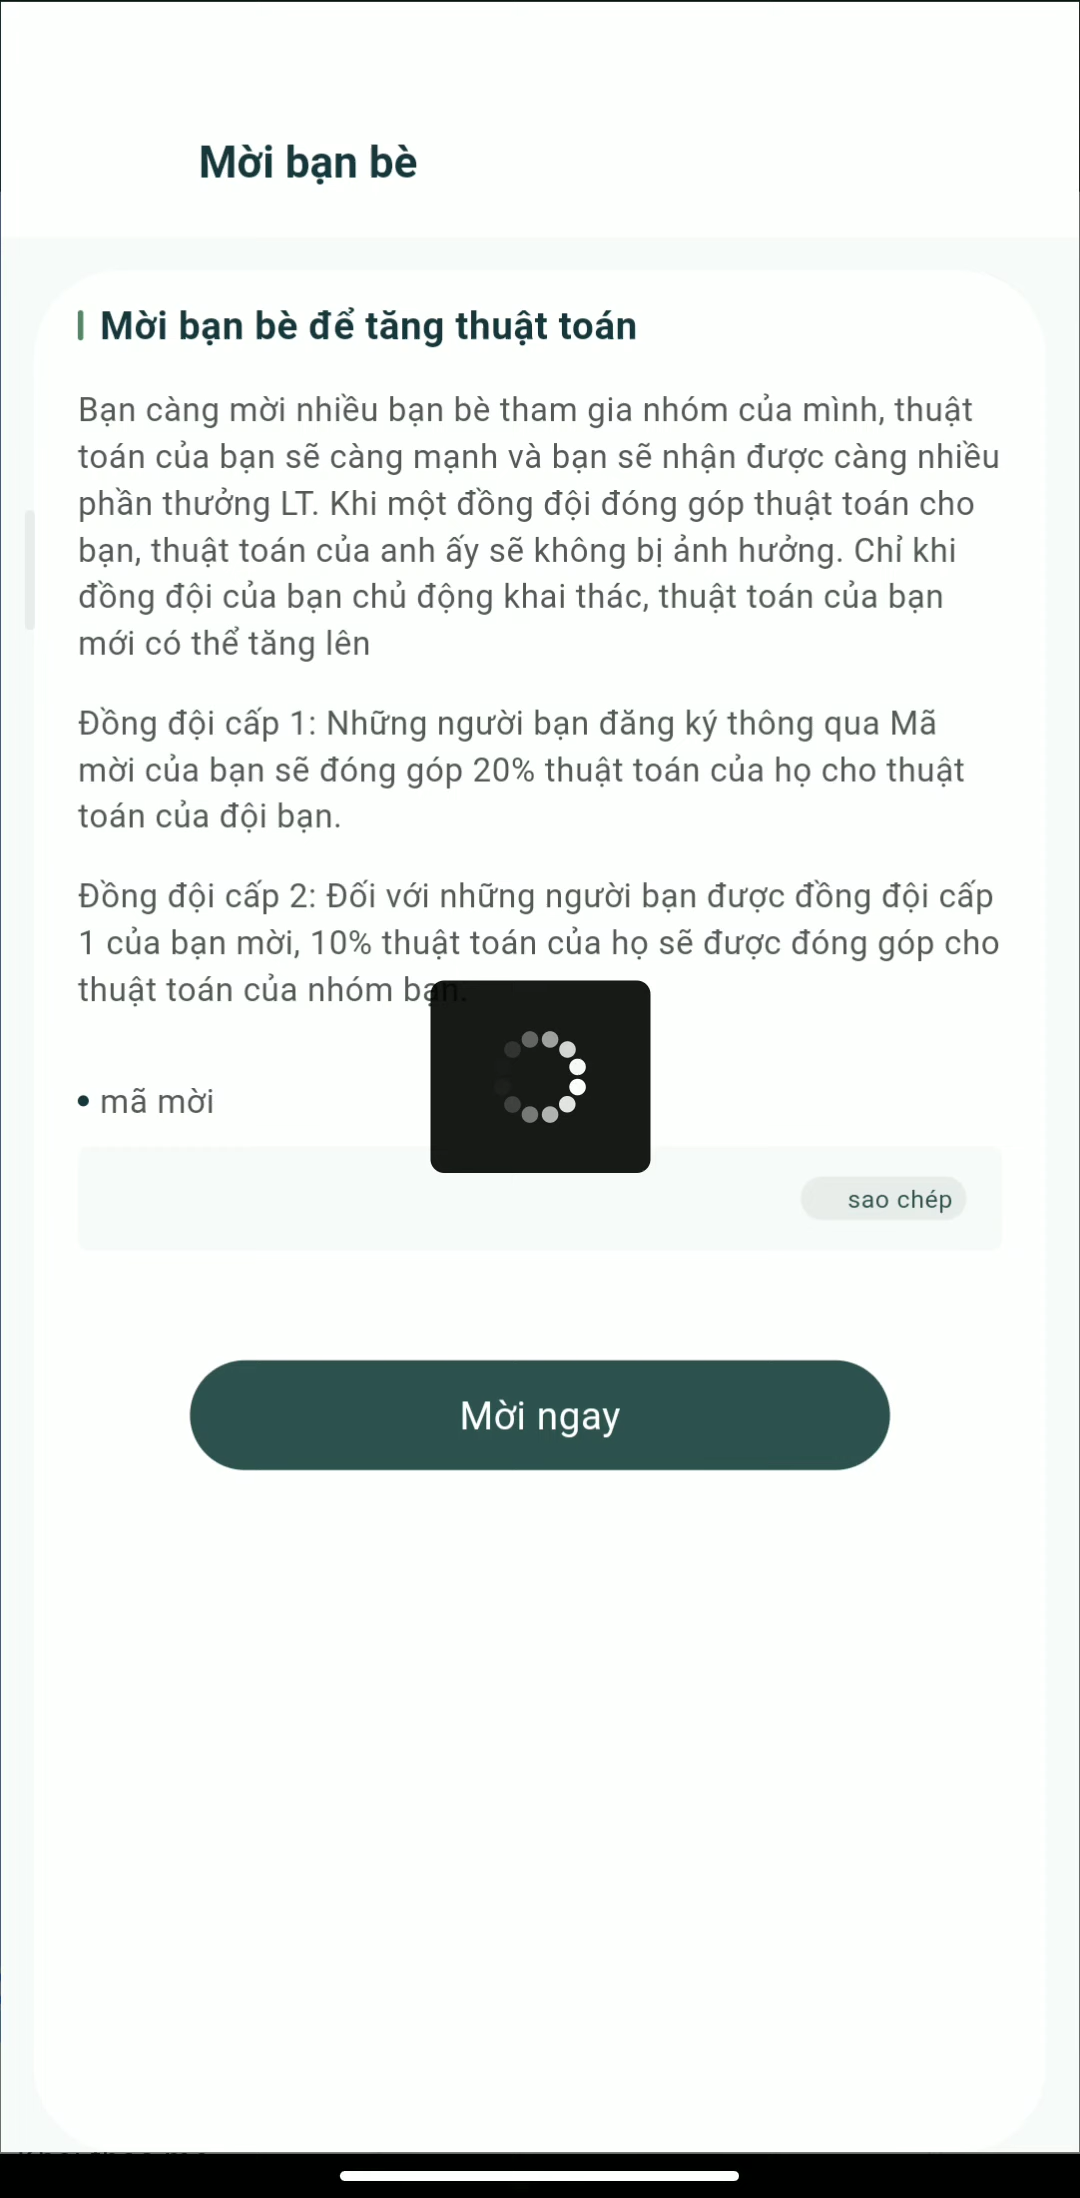 Mời bạn bè
Mời bạn bè để tăng thuật toán
Bạn càng mời nhiều bạn bè tham gia nhóm của mình, thuật
toán của bạn sẽ càng mạnh và bạn sẽ nhận được càng nhiều
phần thưởng LT. Khi một đồng đội đóng góp thuật toán cho
bạn, thuật toán của anh ấy sẽ không bị ảnh hưởng. Chỉ khi
đồng đội của bạn chủ động khai thác, thuật toán của bạn
mới có thể tăng lên
Đồng đội cấp 1: Những người bạn đăng ký thông qua Mã
mời của bạn sẽ đóng góp 20% thuật toán của họ cho thuật
toán của đội bạn.
Đồng đội cấp 2: Đối với những người bạn được đồng đội cấp
1 của bạn mời, 10% thuật toán của họ sẽ được đóng góp cho
thuật toán của nhóm bạn.
• mã mời
sao chép
Mời ngay